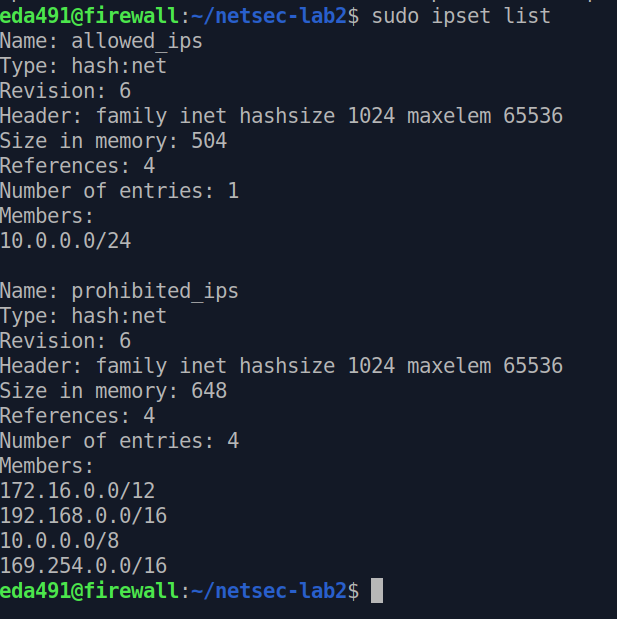 eda491@firewall:~/netsec-lab2$ sudo ipset list
Name: allowed_ips
Type: hash:net
Revision: 6
Header: family inet hashsize 1024 maxelem 65536
Size in memory: 504
References: 4
Number of entries: 1
Members:
10.0.0.0/24

Name: prohibited_ips
Type: hash:net
Revision: 6
Header: family inet hashsize 1024 maxelem 65536
Size in memory: 648
References: 4
Number of entries: 4
Members:
172.16.0.0/12
192.168.0.0/16
10.0.0.0/8
169.254.0.0/16
eda491@firewall:~/netsec-lab2$